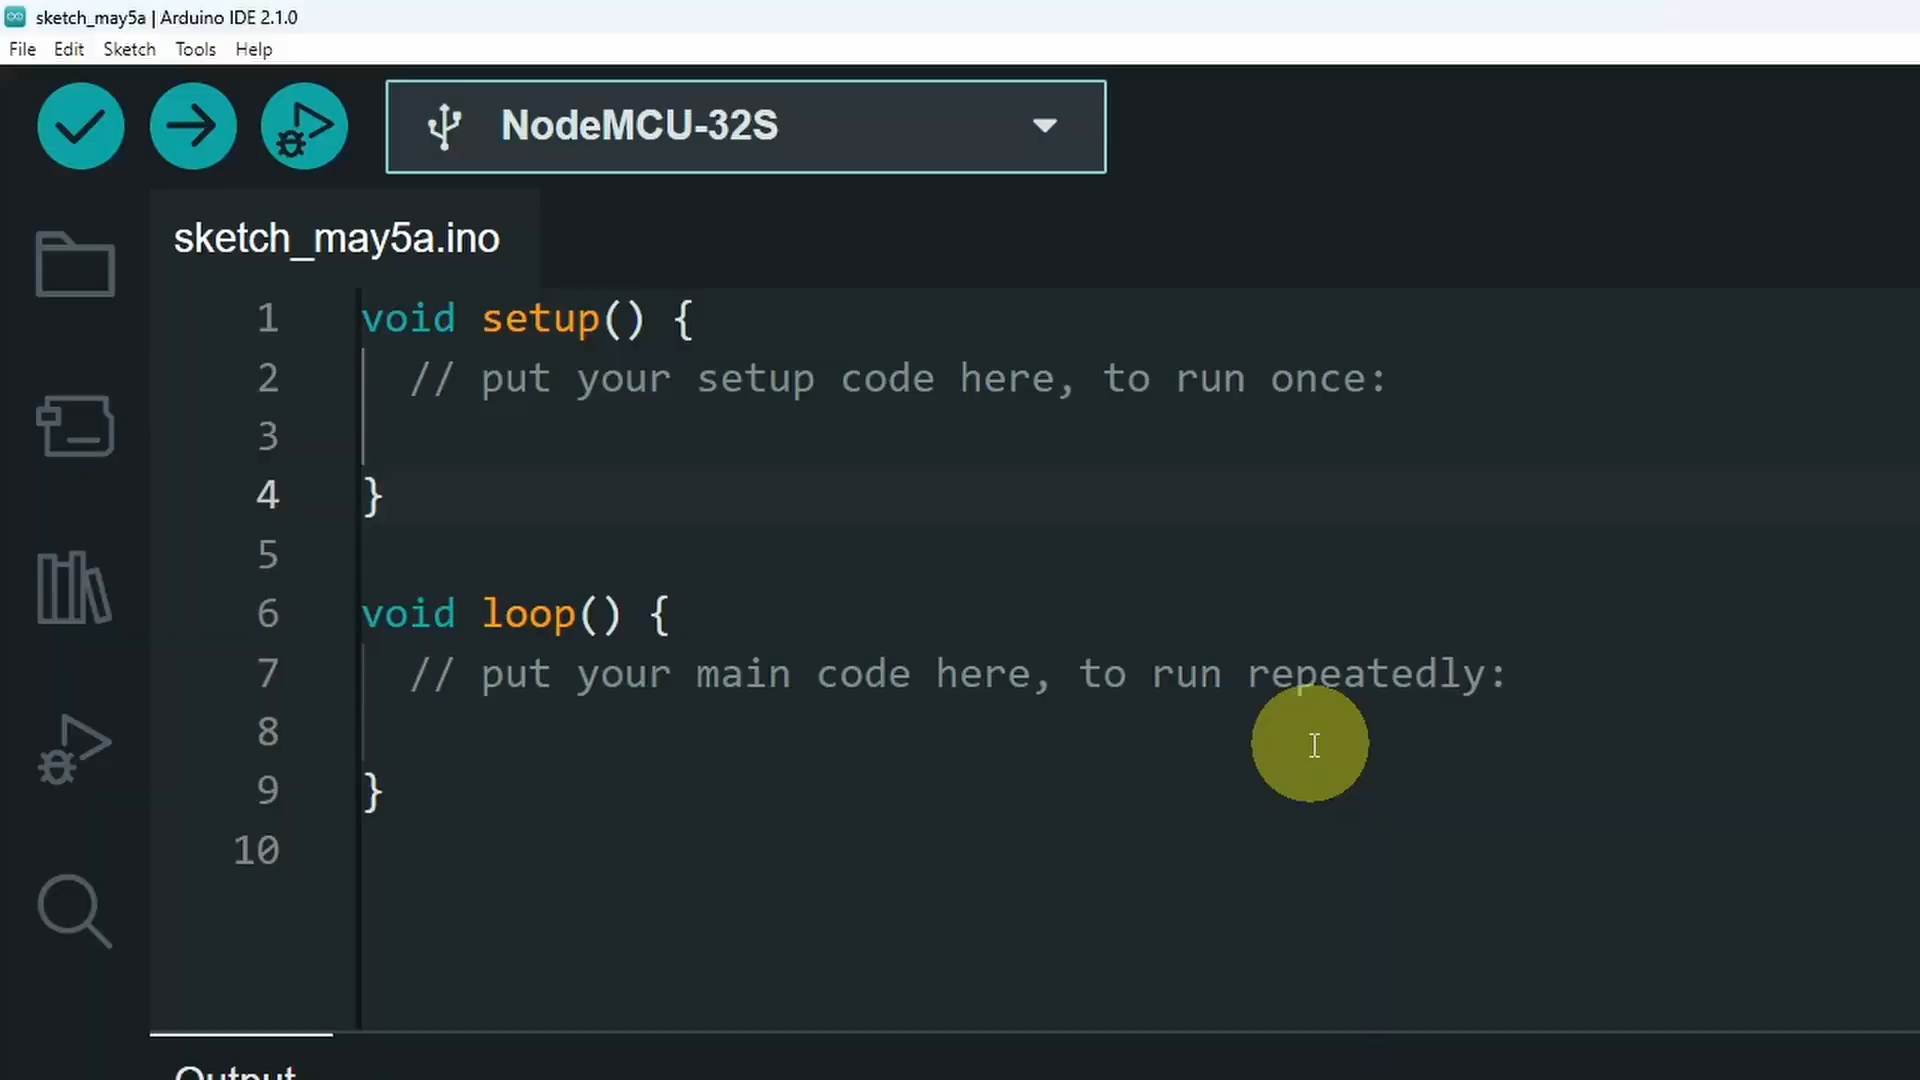 sketch_may5a | Arduino IDE 2.1.0
File Edit Sketch Tools Help
NodeMCU-32S
sketch_may5a.ino
1 void setup() {
2 // put your setup code here, to run once:
3
4 }
5
6 void loop() {
7 // put your main code here, to run repeatedly:
8
9 }
10
Output